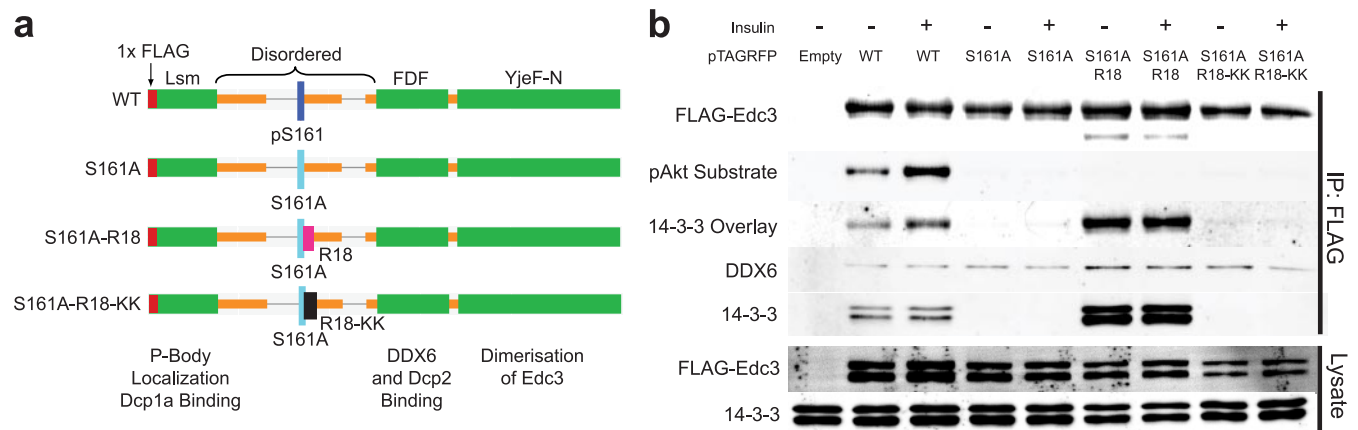 a
1x FLAG
Disordered
Lsm
FDF
YjeF-N
WT
pS161
S161A
S161A
S161A-R18
R18
S161A
S161A-R18-KK
R18-KK
S161A
P-Body
Localization
Dcp1a Binding
DDX6
and Dcp2
Binding
Dimerisation
of Edc3
b
Insulin - - + - + - + - +
pTAGRFP Empty WT WT S161A S161A S161A S161A S161A S161A
R18 R18 R18-KK R18-KK
FLAG-Edc3
pAkt Substrate
14-3-3 Overlay
DDX6
14-3-3
IP: FLAG
FLAG-Edc3
14-3-3
Lysate